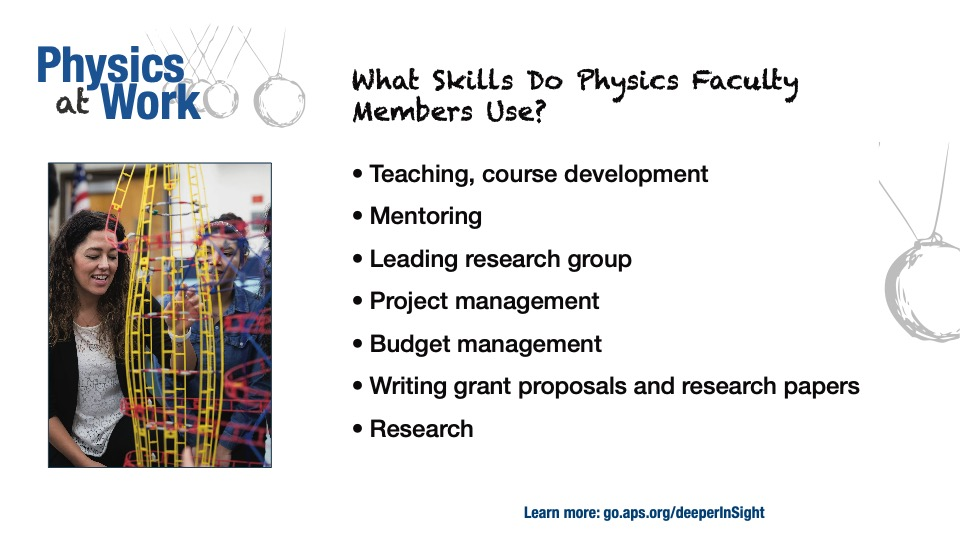 Physics
at Work
What Skills Do Physics Faculty
Members Use?
• Teaching, course development
• Mentoring
• Leading research group
• Project management
• Budget management
• Writing grant proposals and research papers
• Research
Learn more: go.aps.org/deeperInSight